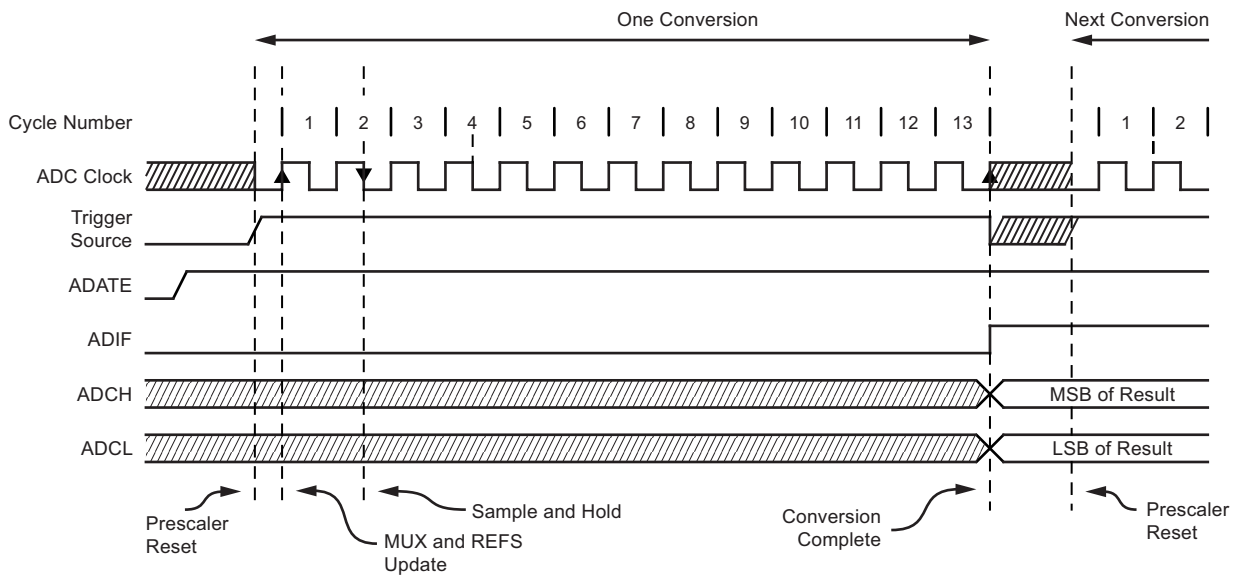 One Conversion
Next Conversion
Cycle Number
1 2 3 4 5 6 7 8 9 10 11 12 13 1 2
ADC Clock
Trigger
Source
ADATE
ADIF
ADCH
MSB of Result
ADCL
LSB of Result
Prescaler
Reset
MUX and REFS
Update
Sample and Hold
Conversion
Complete
Prescaler
Reset